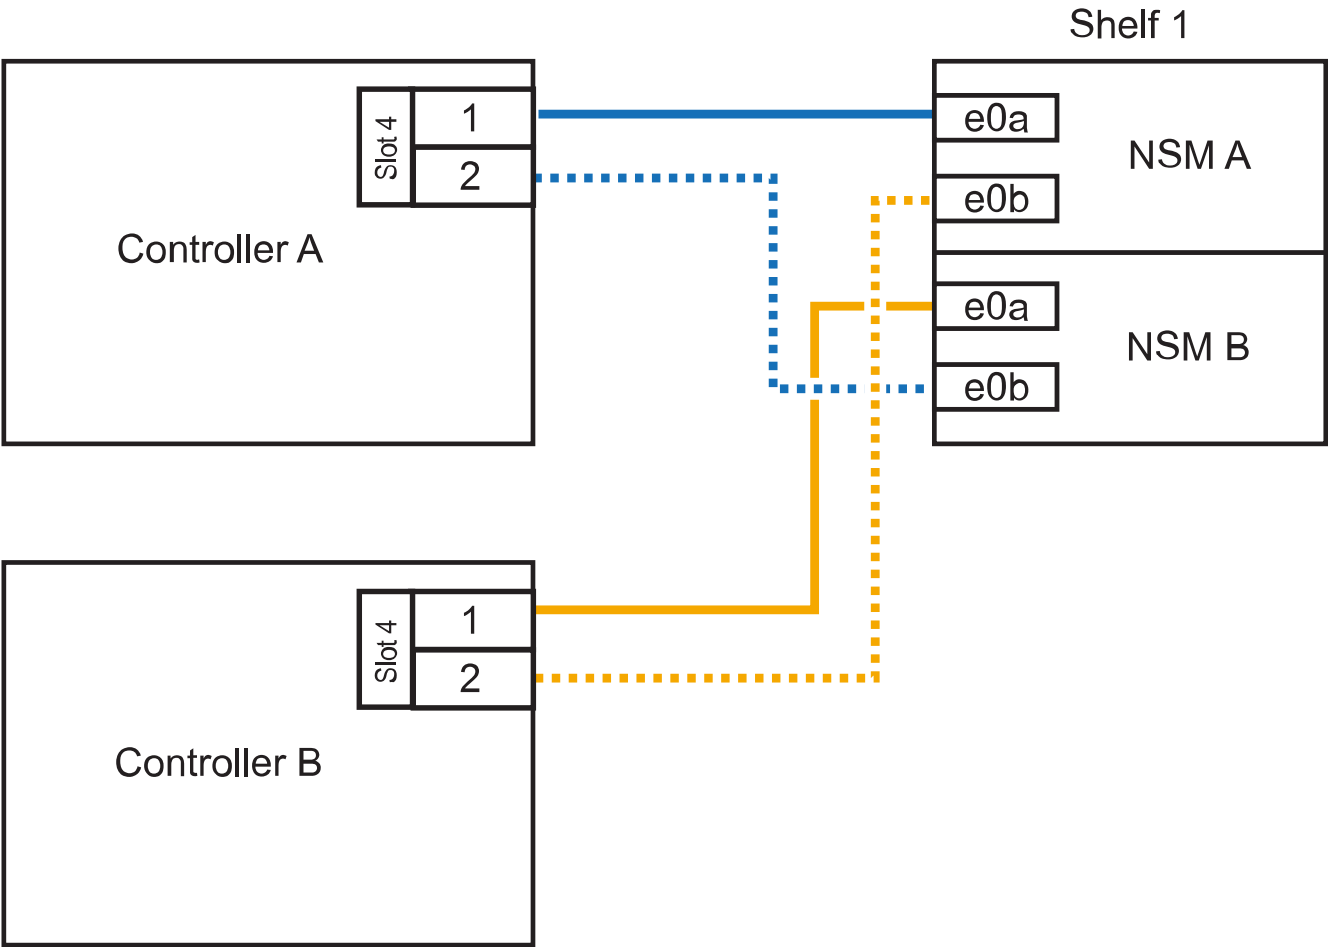 Shelf 1
Slot 4
1
2
Controller A
e0a
e0b
NSM A
e0a
e0b
NSM B
Slot 4
1
2
Controller B